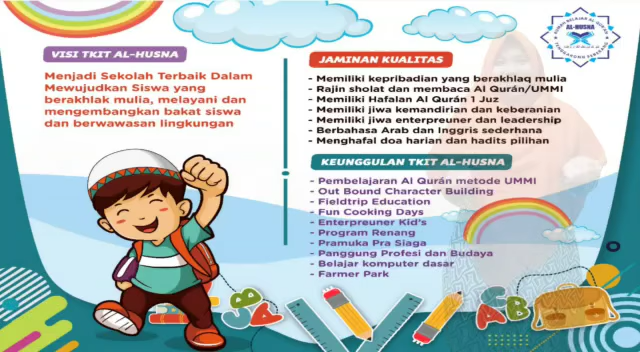 VISI TKIT AL-HUSNA
Menjadi Sekolah Terbaik Dalam
Mewujudkan Siswa yang
berakhlak mulia, melayani dan
mengembangkan bakat siswa
dan berwawasan lingkungan
AL-HUSNA
JAMINAN KUALITAS
- Memiliki kepribadian yang berakhlaq mulia
- Rajin sholat dan membaca Al Qurán/UMMI
- Memiliki Hafalan Al Qurán 1 Juz
- Memiliki jiwa kemandirian dan keberanian
- Memiliki jiwa enterpreuner dan leadership
- Berbahasa Arab dan Inggris sederhana
- Menghafal doa harian dan hadits pilihan
KEUNGGULAN TKIT AL-HUSNA
- Pembelajaran Al Qurán metode UMMI
- Out Bound Character Building
- Fieldtrip Education
- Fun Cooking Days
- Enterpreuner Kid's
- Program Renang
- Pramuka Pra Siaga
- Panggung Profesi dan Budaya
- Belajar komputer dasar
- Farmer Park